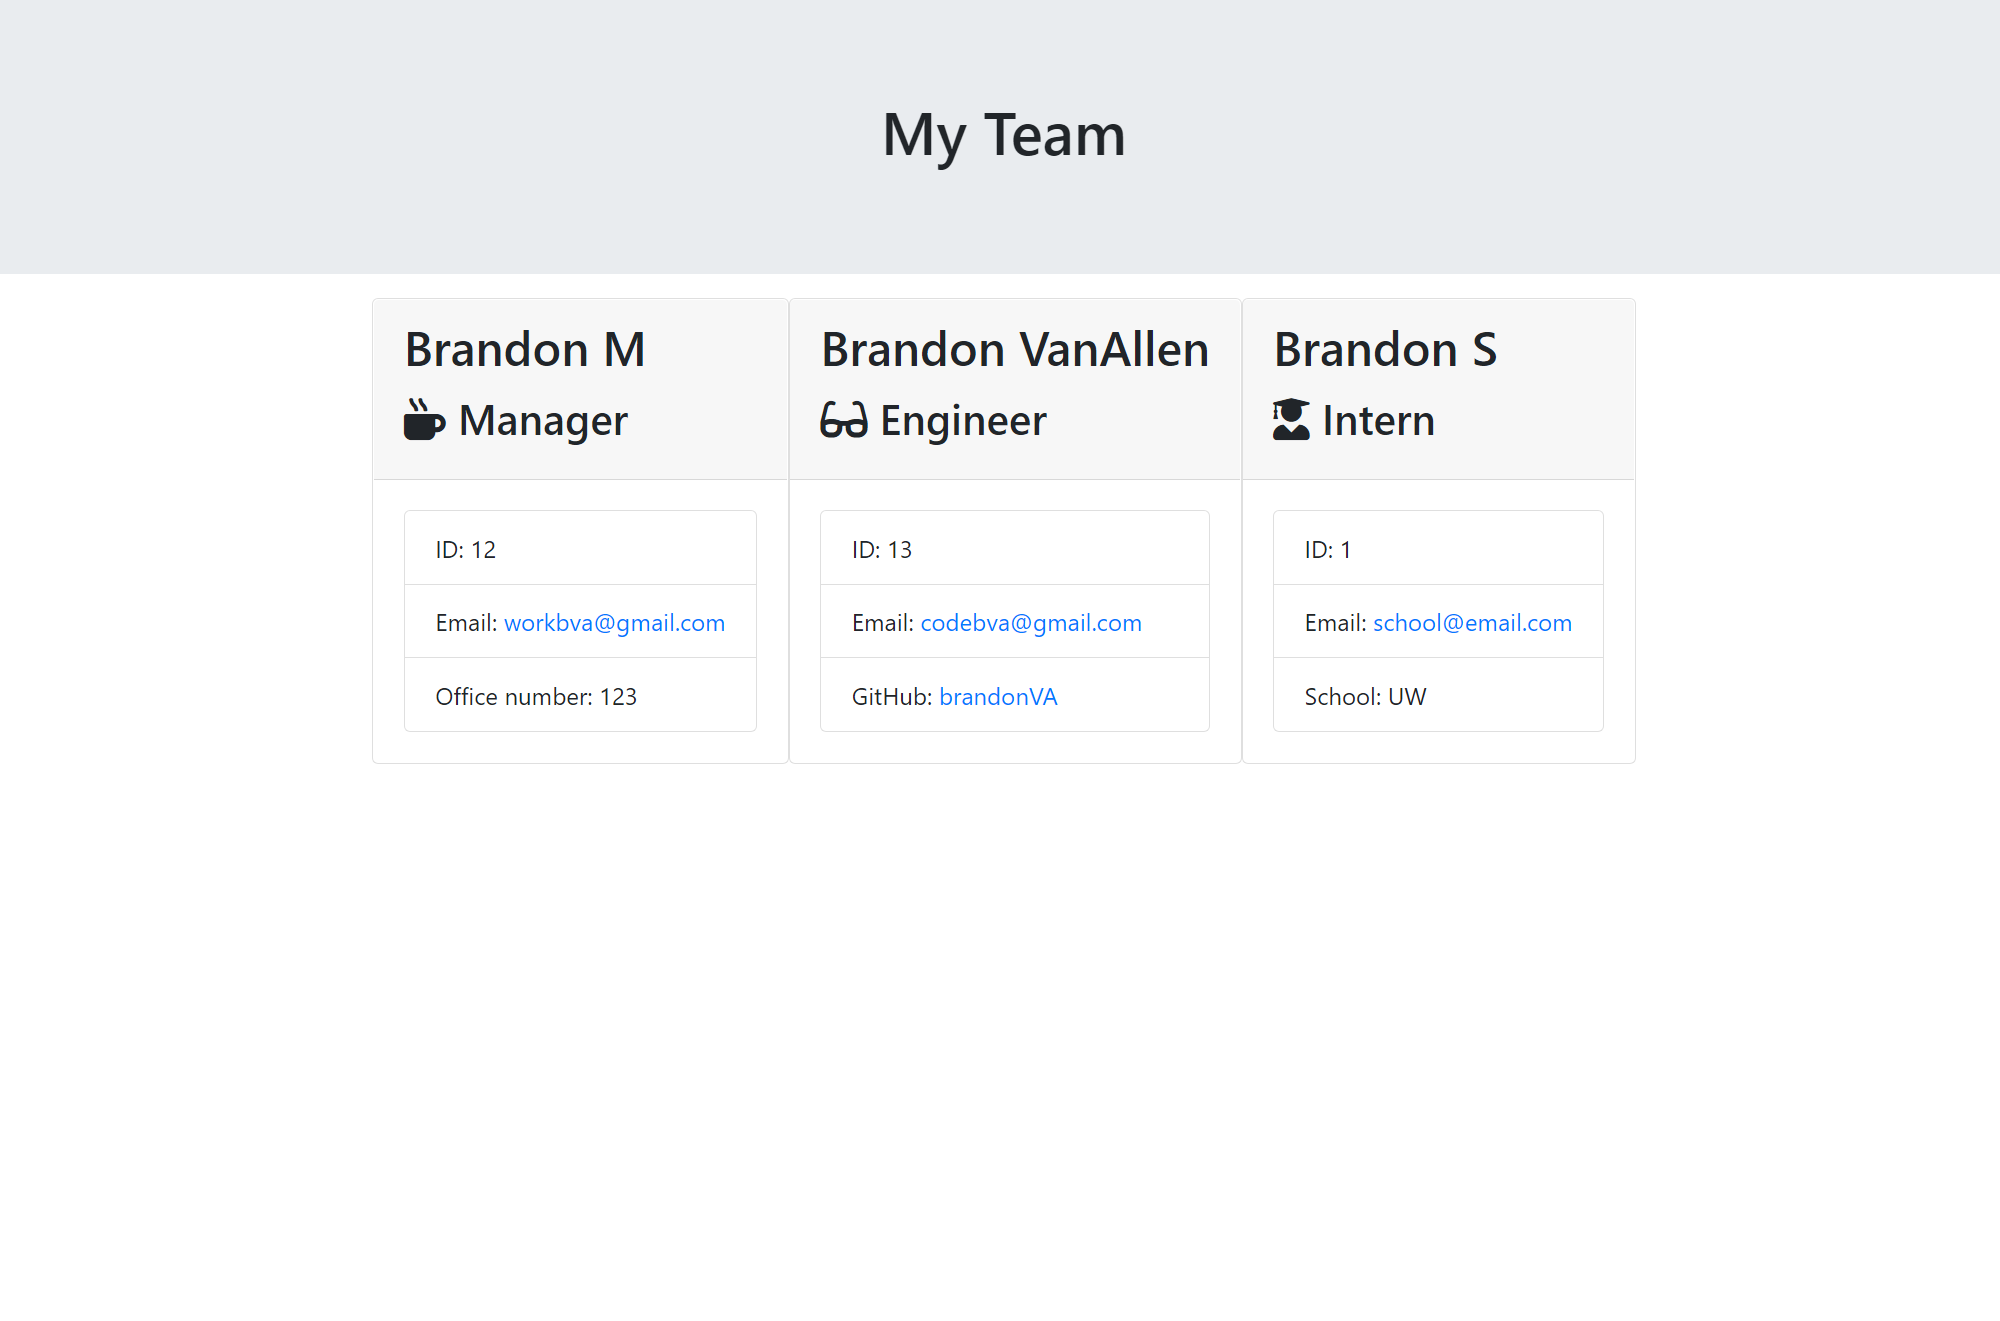 My Team
Brandon M
Manager
ID: 12
Email: workbva@gmail.com
Office number: 123
Brandon VanAllen
Engineer
ID: 13
Email: codebva@gmail.com
GitHub: brandonVA
Brandon S
Intern
ID: 1
Email: school@email.com
School: UW